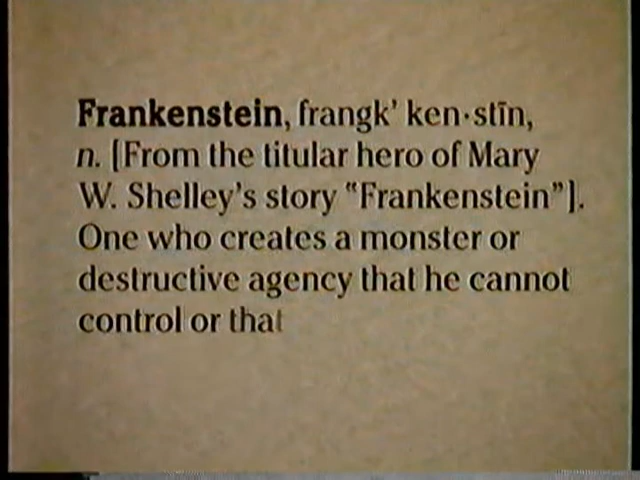 Frankenstein, frangk' ken·stīn,
n. [From the titular hero of Mary
W. Shelley's story "Frankenstein"].
One who creates a monster or
destructive agency that he cannot
control or that